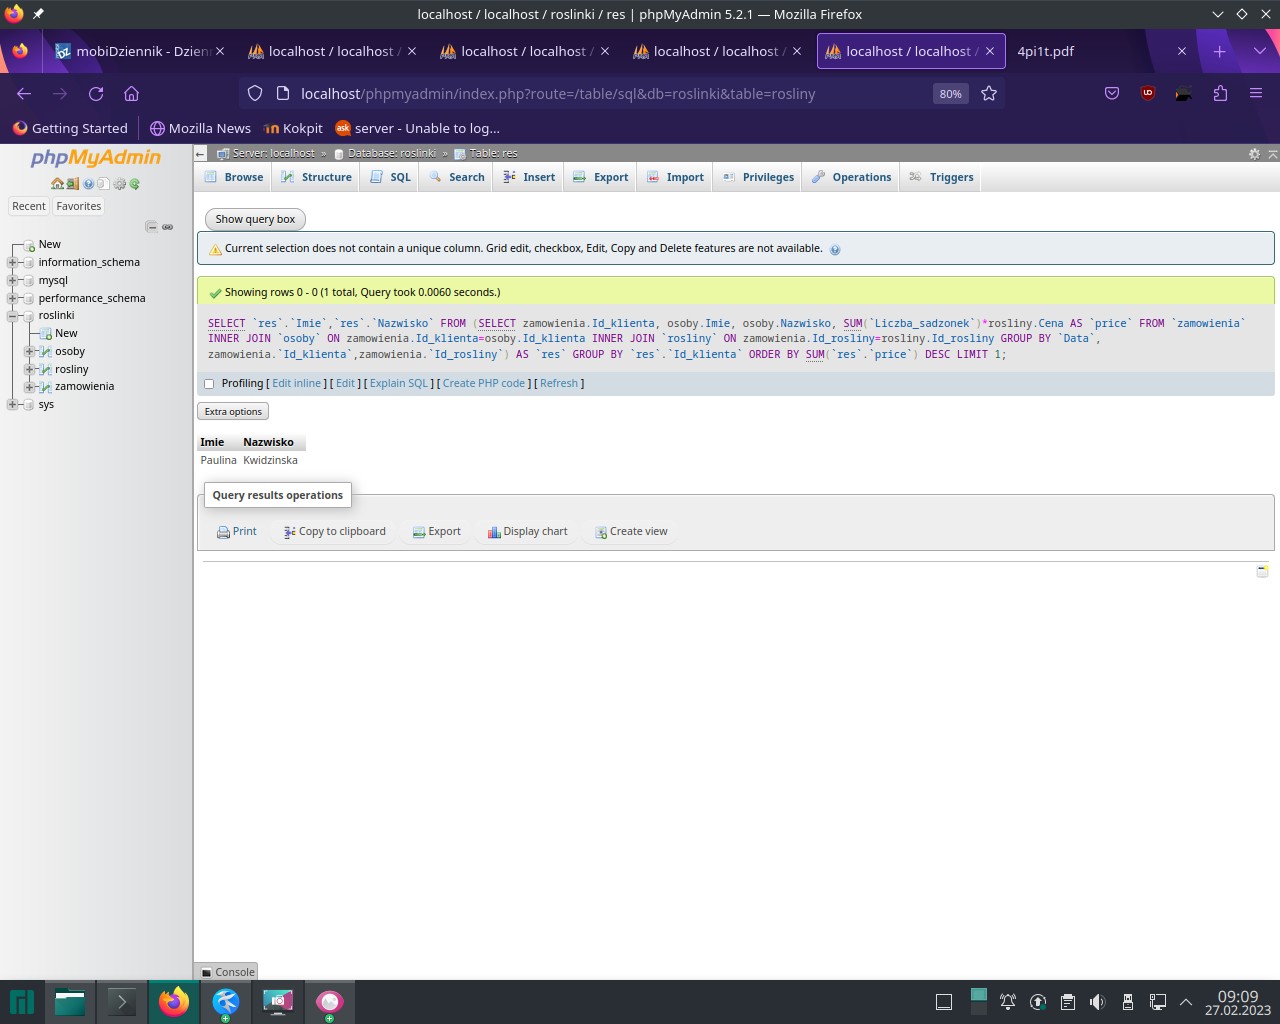 localhost / localhost / roslinki / res | phpMyAdmin 5.2.1 — Mozilla Firefox
mobiDziennik - Dzien
localhost / localhost /
localhost / localhost /
localhost / localhost /
localhost / localhost /
4pi1t.pdf
localhost/phpmyadmin/index.php?route=/table/sql&db=roslinki&table=rosliny
80%
Getting Started
Mozilla News
Kokpit
server - Unable to log...
phpMyAdmin
Recent
Favorites
New
information_schema
mysql
performance_schema
roslinki
New
osoby
rosliny
zamowienia
sys
Server: localhost » Database: roslinki » Table: res
Browse
Structure
SQL
Search
Insert
Export
Import
Privileges
Operations
Triggers
Show query box
Current selection does not contain a unique column. Grid edit, checkbox, Edit, Copy and Delete features are not available.
Showing rows 0 - 0 (1 total, Query took 0.0060 seconds.)
SELECT `res`.`Imie`,`res`.`Nazwisko` FROM (SELECT zamowienia.Id_klienta, osoby.Imie, osoby.Nazwisko, SUM(`Liczba_sadzonek`)*rosliny.Cena AS `price` FROM `zamowienia`
INNER JOIN `osoby` ON zamowienia.Id_klienta=osoby.Id_klienta INNER JOIN `rosliny` ON zamowienia.Id_rosliny=rosliny.Id_rosliny GROUP BY `Data`,
zamowienia.`Id_klienta`,zamowienia.`Id_rosliny`) AS `res` GROUP BY `res`.`Id_klienta` ORDER BY SUM(`res`.`price`) DESC LIMIT 1;
Profiling [ Edit inline ] [ Edit ] [ Explain SQL ] [ Create PHP code ] [ Refresh ]
Extra options
Imie Nazwisko
Paulina Kwidzinska
Query results operations
Print
Copy to clipboard
Export
Display chart
Create view
Console
09:09
27.02.2023